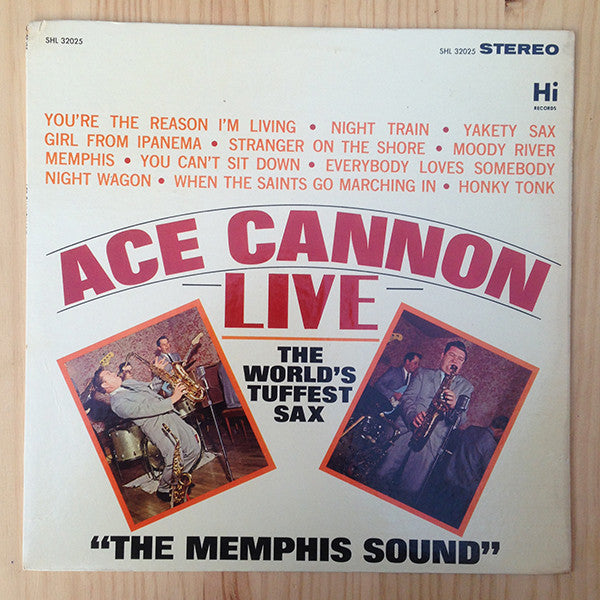 SHL 32025
SHL 32025 STEREO
Hi
RECORDS
YOU'RE THE REASON I'M LIVING • NIGHT TRAIN • YAKETY SAX
GIRL FROM IPANEMA • STRANGER ON THE SHORE • MOODY RIVER
MEMPHIS • YOU CAN'T SIT DOWN • EVERYBODY LOVES SOMEBODY
NIGHT WAGON • WHEN THE SAINTS GO MARCHING IN • HONKY TONK
ACE CANNON
LIVE
THE
WORLD'S
TUFFEST
SAX
"THE MEMPHIS SOUND"